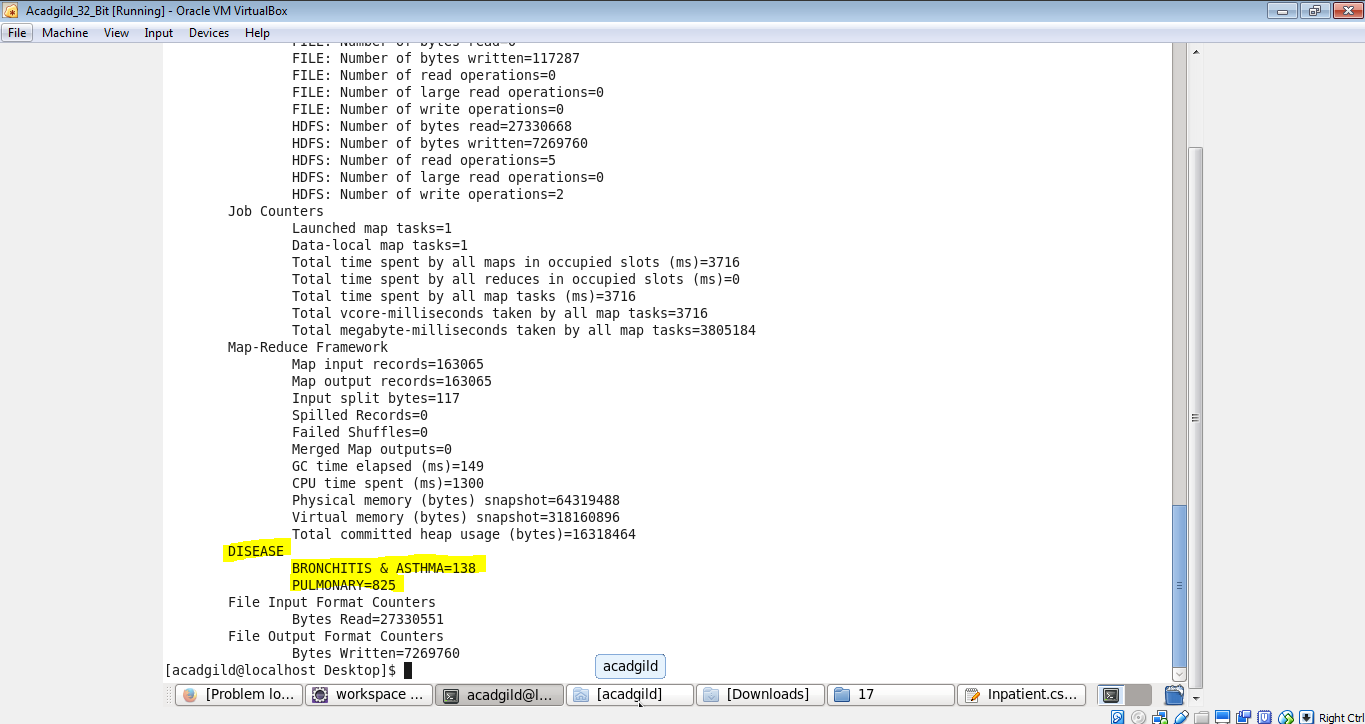 Acadgild_32_Bit [Running] - Oracle VM VirtualBox
File Machine View Input Devices Help
FILE: Number of bytes read=0
FILE: Number of bytes written=117287
FILE: Number of read operations=0
FILE: Number of large read operations=0
FILE: Number of write operations=0
HDFS: Number of bytes read=27330668
HDFS: Number of bytes written=7269760
HDFS: Number of read operations=5
HDFS: Number of large read operations=0
HDFS: Number of write operations=2
Job Counters
Launched map tasks=1
Data-local map tasks=1
Total time spent by all maps in occupied slots (ms)=3716
Total time spent by all reduces in occupied slots (ms)=0
Total time spent by all map tasks (ms)=3716
Total vcore-milliseconds taken by all map tasks=3716
Total megabyte-milliseconds taken by all map tasks=3805184
Map-Reduce Framework
Map input records=163065
Map output records=163065
Input split bytes=117
Spilled Records=0
Failed Shuffles=0
Merged Map outputs=0
GC time elapsed (ms)=149
CPU time spent (ms)=1300
Physical memory (bytes) snapshot=64319488
Virtual memory (bytes) snapshot=318160896
Total committed heap usage (bytes)=16318464
DISEASE
BRONCHITIS & ASTHMA=138
PULMONARY=825
File Input Format Counters
Bytes Read=27330551
File Output Format Counters
Bytes Written=7269760
[acadgild@localhost Desktop]$
acadgild
[Problem lo... workspace ... acadgild@l... [acadgild] [Downloads] 17 Inpatient.cs...
Right Ctrl